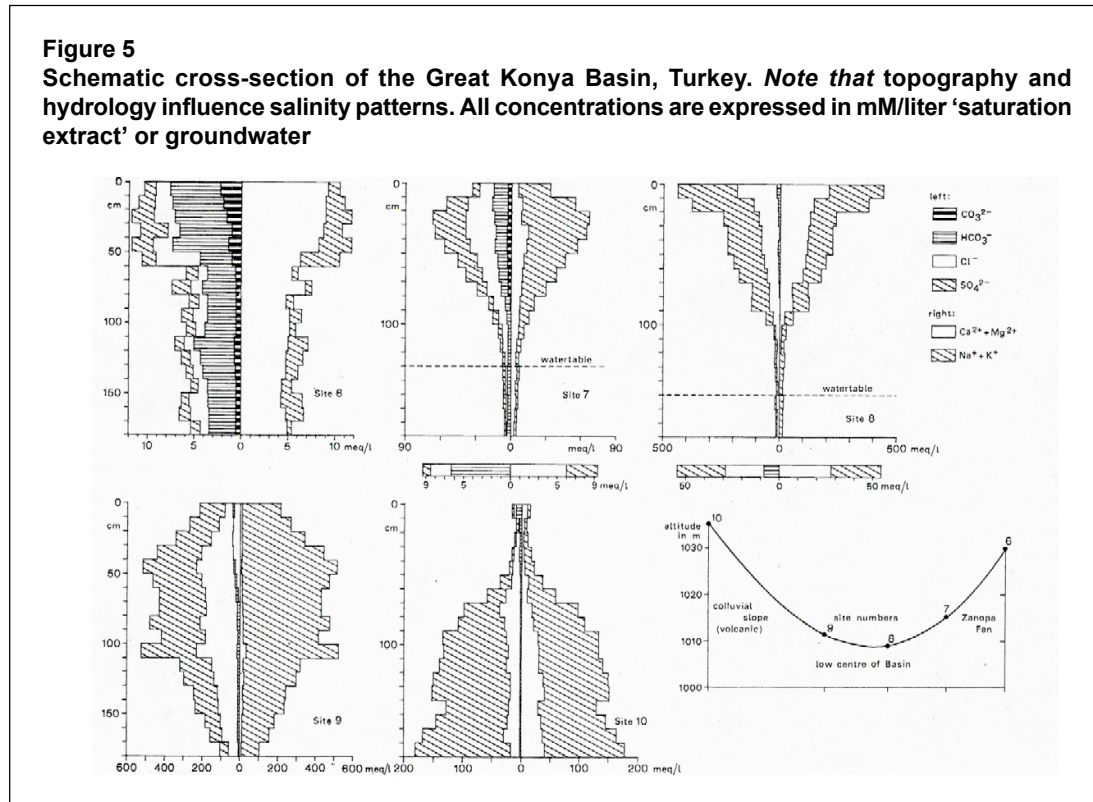 Figure 5
Schematic cross-section of the Great Konya Basin, Turkey. Note that topography and
hydrology influence salinity patterns. All concentrations are expressed in mM/liter ‘saturation
extract’ or groundwater
0
cm
50
100
150
10
5
0
5
10 meq/l
Site 6
0
cm
100
watertable
Site 7
90
0
90
meq/l
9
5
0
5
9 meq/l
0
cm
100
watertable
Site 8
500
0
500
meq/l
50
0
50
meq/l
left:
CO₃²⁻
HCO₃⁻
Cl⁻
SO₄²⁻
right:
Ca²⁺+Mg²⁺
Na⁺+K⁺
0
cm
50
100
150
Site 9
600
400
200
0
200
400
600
meq/l
0
cm
100
Site 10
200
100
0
100
200
meq/l
altitude
in m
1030
1020
1010
1000
10
9
8
7
6
colluvial
slope
(volcanic)
site numbers
Zanopa
Fan
low centre of Basin